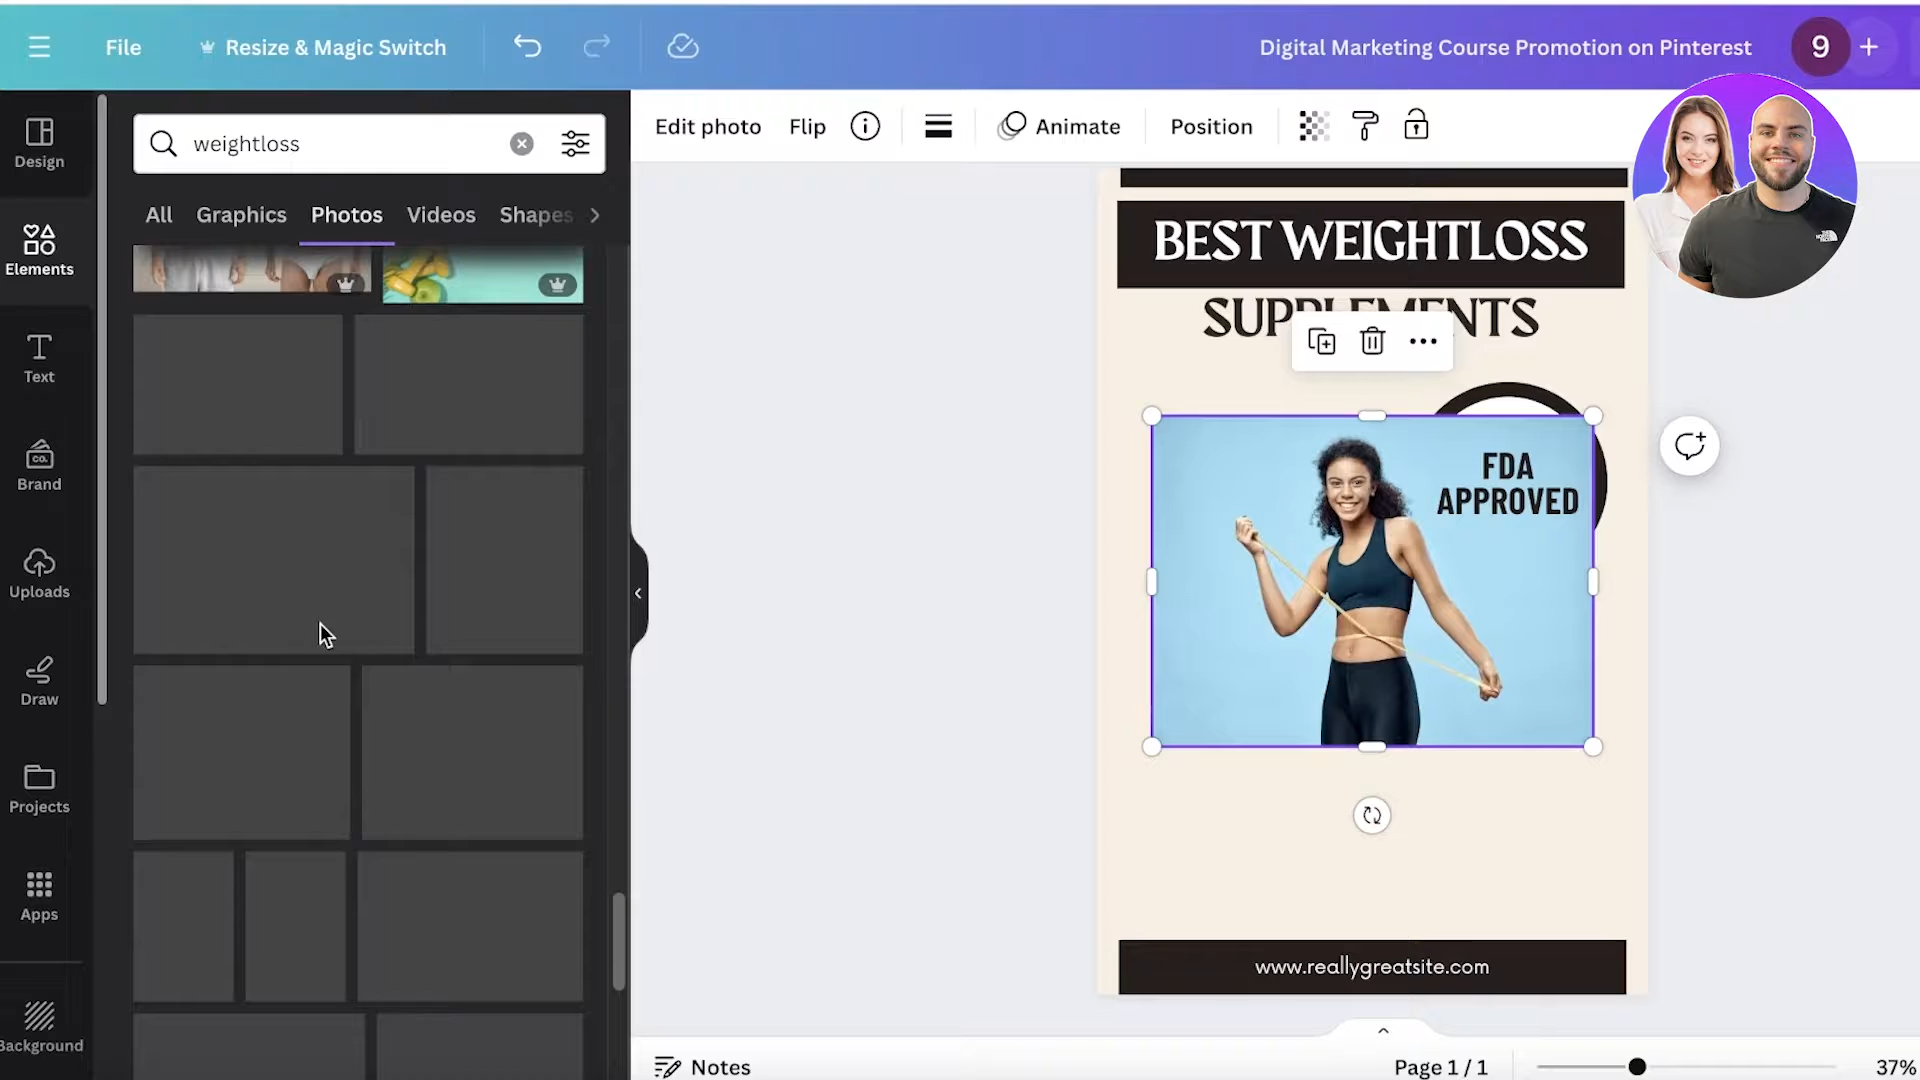 File
Resize & Magic Switch
Digital Marketing Course Promotion on Pinterest
9
Design
Elements
Text
Brand
CO.
Uploads
Draw
Projects
Apps
Background
weightloss
All
Graphics
Photos
Videos
Shapes
Edit photo
Flip
Animate
Position
BEST WEIGHTLOSS
SUPPLEMENTS
FDA
APPROVED
www.reallygreatsite.com
Notes
Page 1 / 1
37%